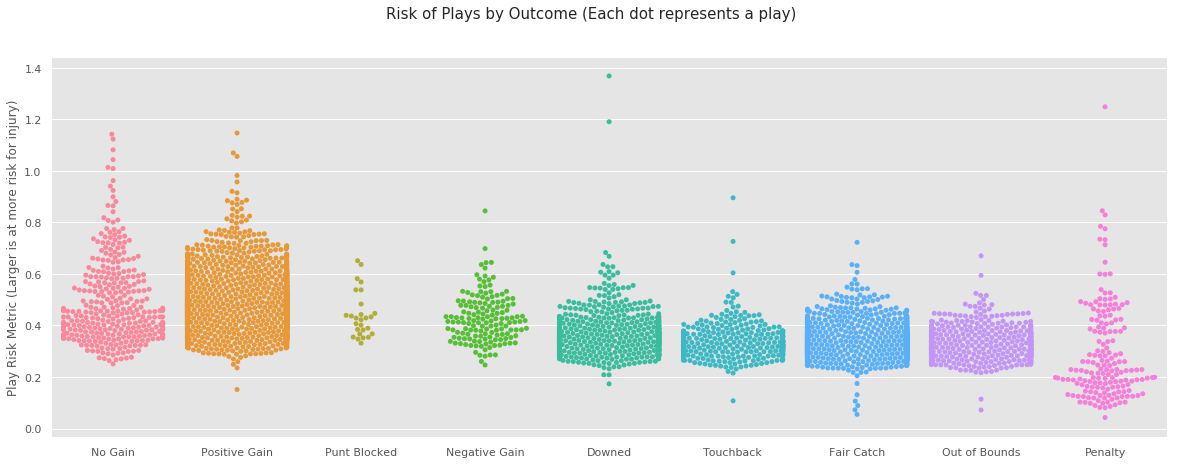 Risk of Plays by Outcome (Each dot represents a play)
Play Risk Metric (Larger is at more risk for injury)
1.4
1.2
1.0
0.8
0.6
0.4
0.2
0.0
No Gain Positive Gain Punt Blocked Negative Gain Downed Touchback Fair Catch Out of Bounds Penalty